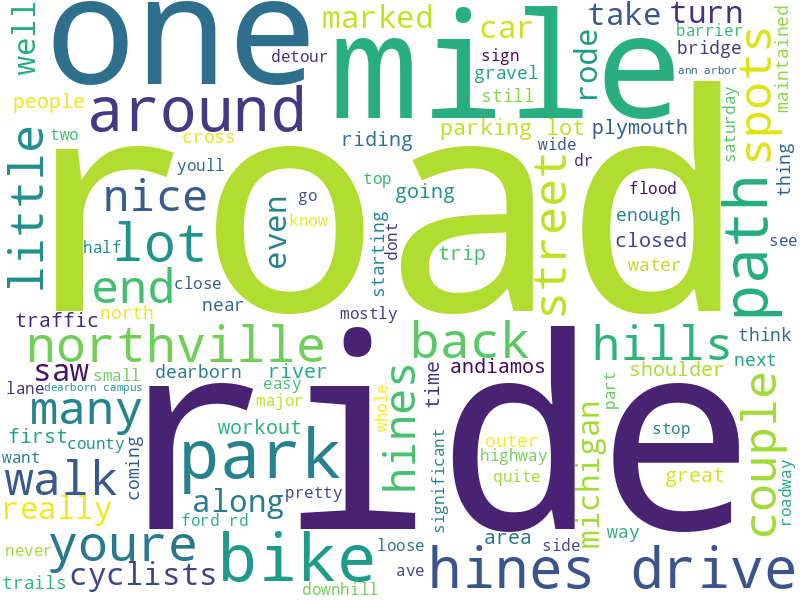 one
mile
well
detour
marked
car
sign
gravel
still
rode
take
turn
barrier
bridge
ann arbor
maintained
spots
people
around
two
cross
youll
riding
parking lot
wide
plymouth
saturday
thing
little
road
nice
lot
even
go
know
top
going
dr
street
flood
enough
closed
water
path
see
half
end
close
near
starting
dont
trip
north
traffic
mostly
northville
back
hills
think
next
saw
lane
small
dearborn campus
dearborn
river
easy
major
andiamos
time
shoulder
part
many
first
county
want
ride
workout
whole
hines
outer
highway
quite
stop
great
couple
roadway
walk
coming
park
along
pretty
significant
michigan
way
really
ford rd
never
youre
trails
cyclists
bike
downhill
loose
ave
area
side
hines drive